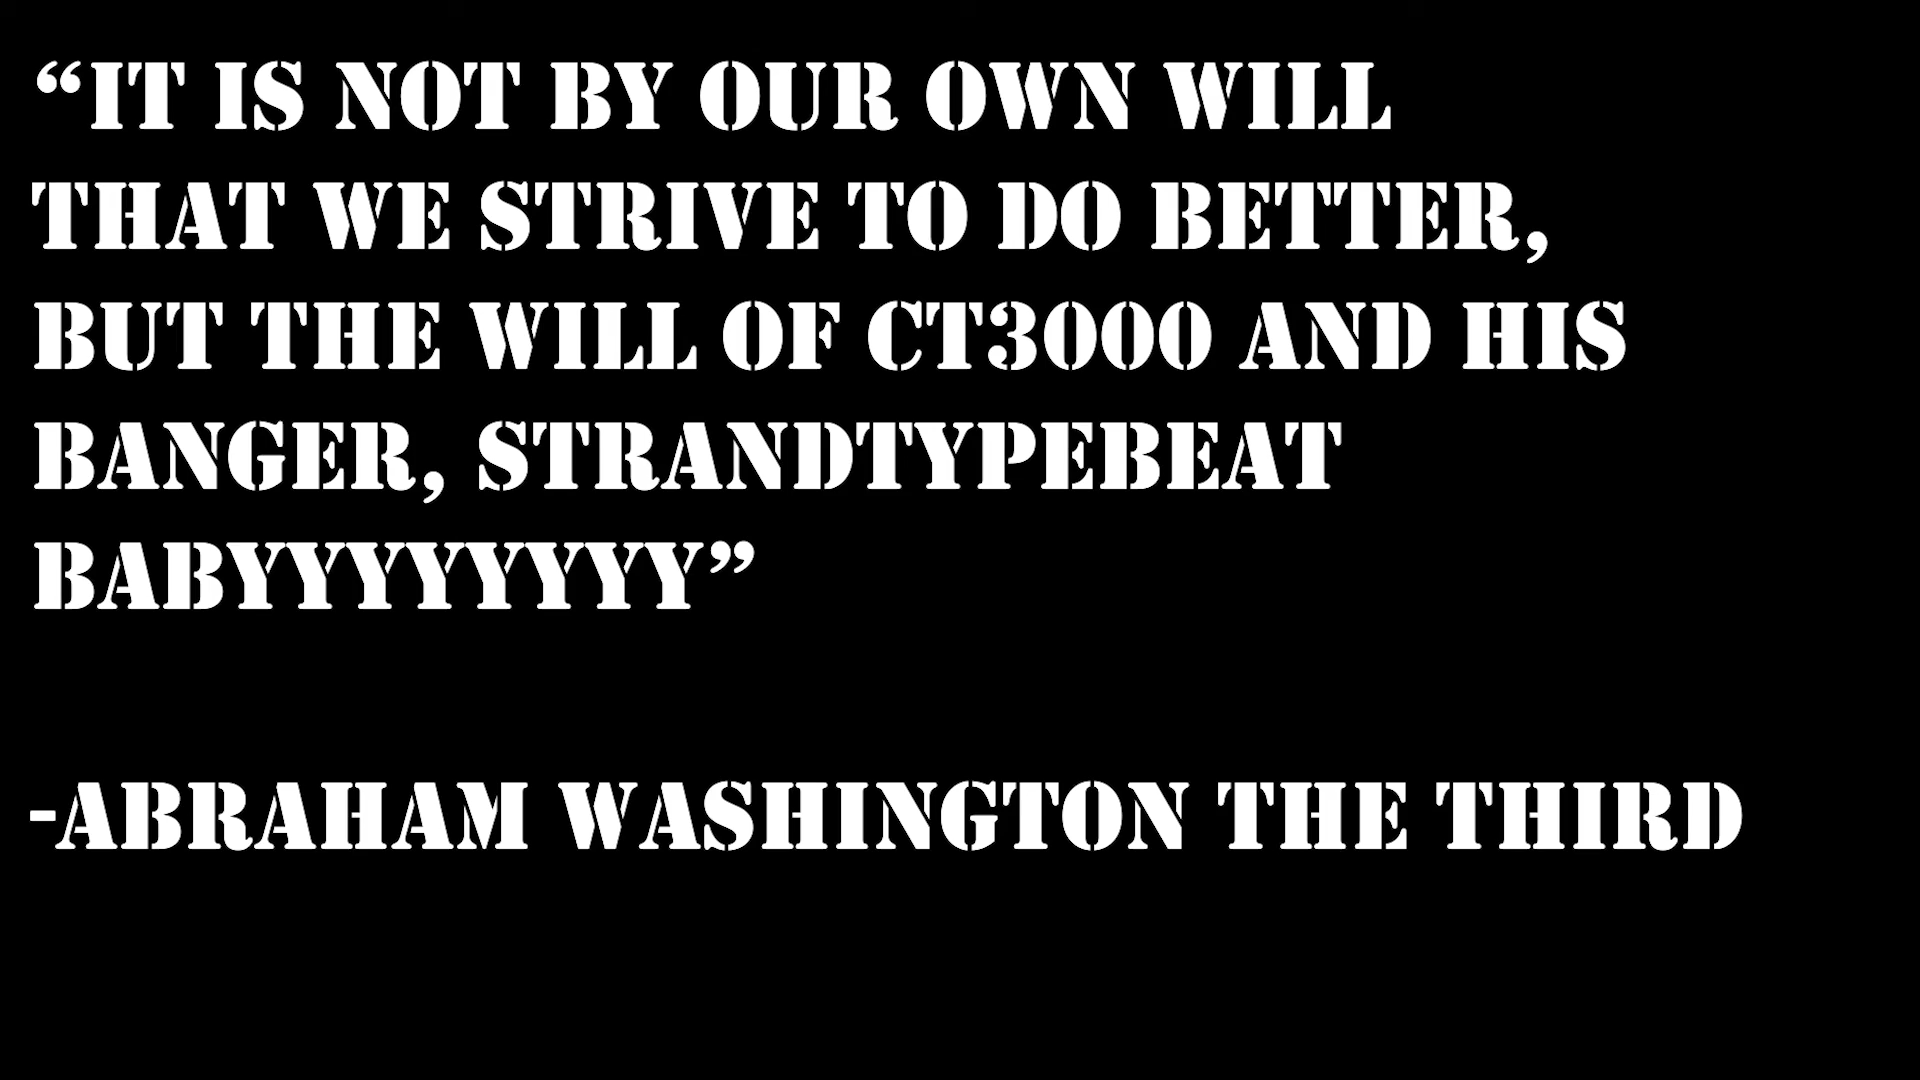 “IT IS NOT BY OUR OWN WILL
THAT WE STRIVE TO DO BETTER,
BUT THE WILL OF CT3000 AND HIS
BANGER, STRANDTYPEBEAT
BABYYYYYYYY”
-ABRAHAM WASHINGTON THE THIRD